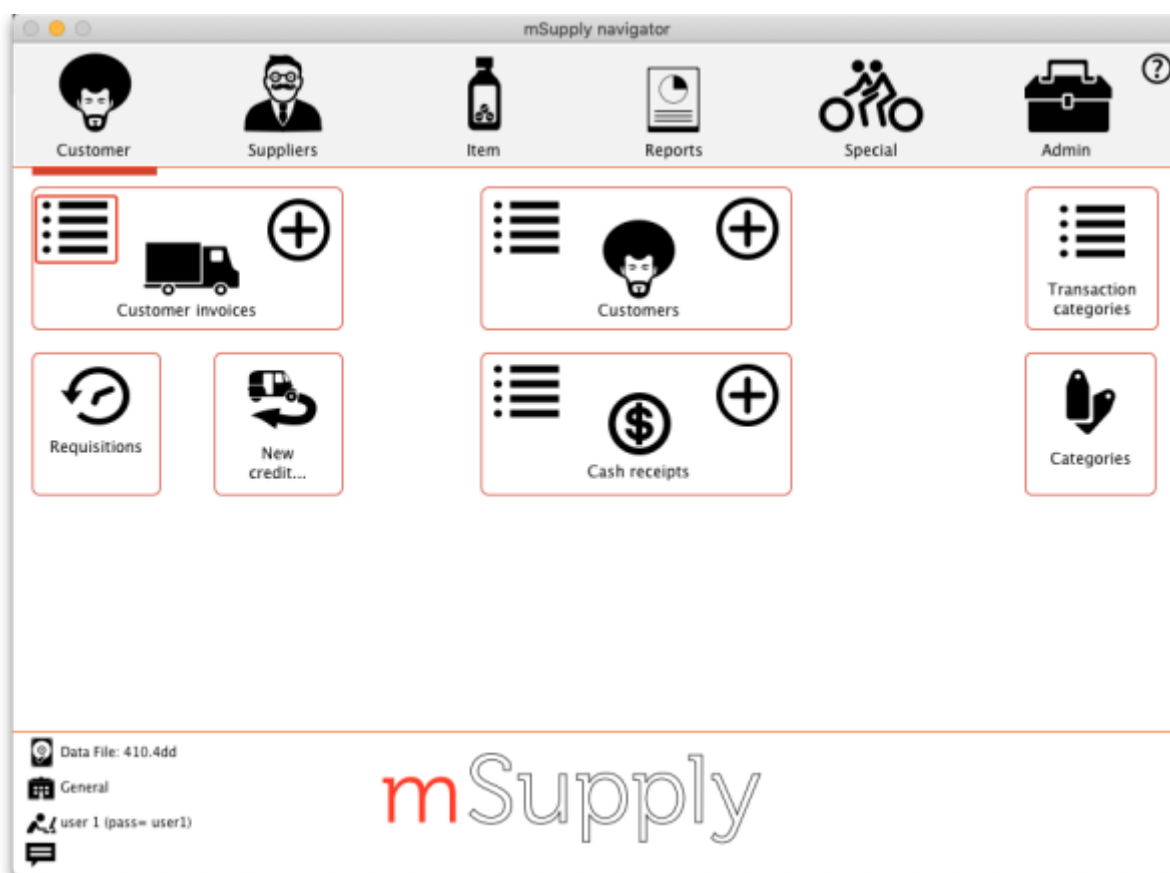 mSupply navigator
Customer
Suppliers
Item
Reports
Special
Admin
?
Customer invoices
Customers
Transaction
categories
Requisitions
New
credit...
$
Cash receipts
Categories
Data File: 410.4dd
General
user 1 (pass= user1)
mSupply